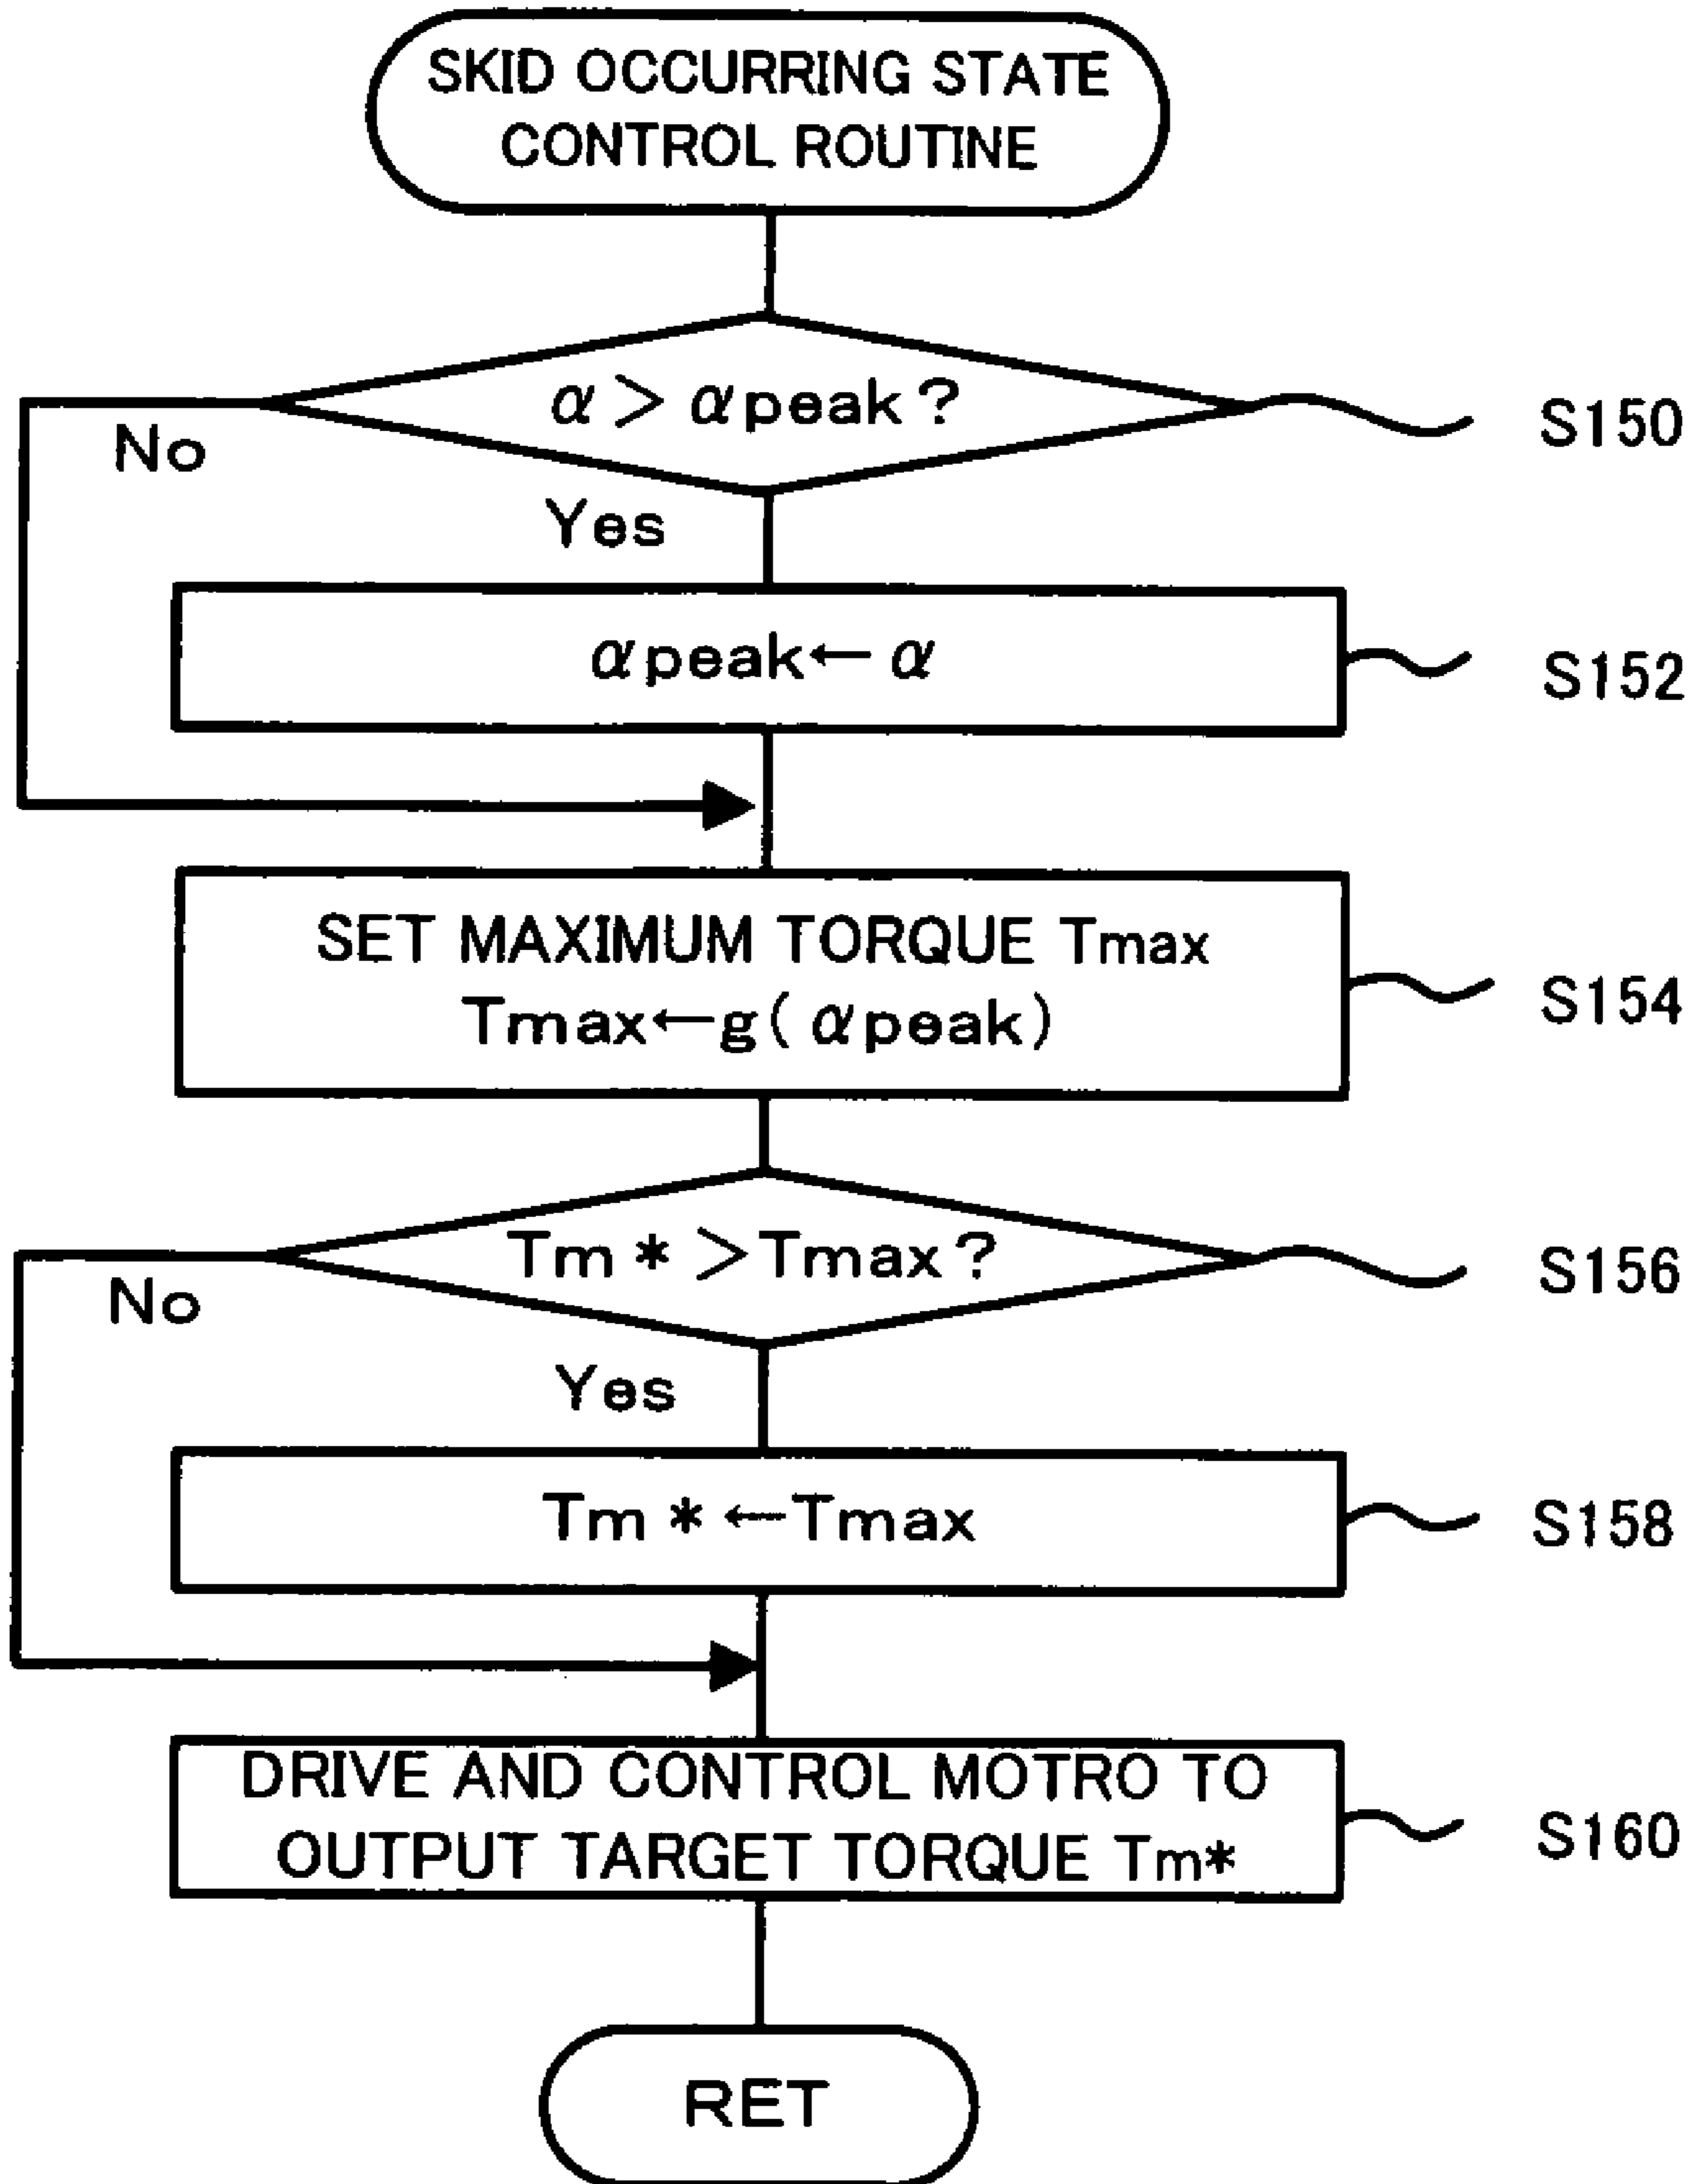 SKID OCCURRING STATE
CONTROL ROUTINE
α > αpeak?
S150
No
Yes
αpeak←α
S152
SET MAXIMUM TORQUE Tmax
Tmax←g(αpeak)
S154
Tm*>Tmax?
S156
No
Yes
Tm*←Tmax
S158
DRIVE AND CONTROL MOTRO TO
OUTPUT TARGET TORQUE Tm*
S160
RET